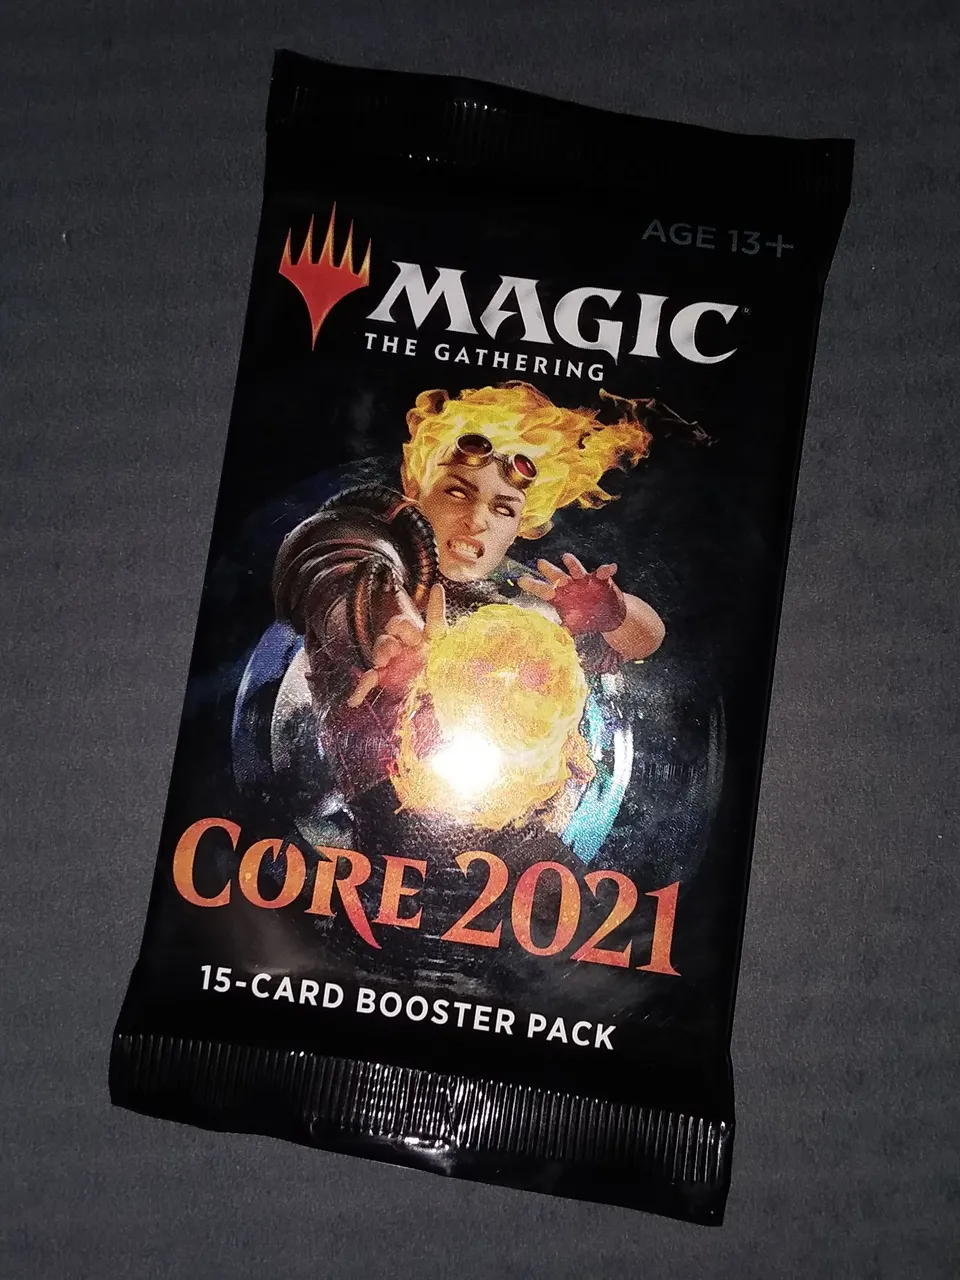 AGE 13+
MAGIC®
THE GATHERING
CORE 2021
15-CARD BOOSTER PACK